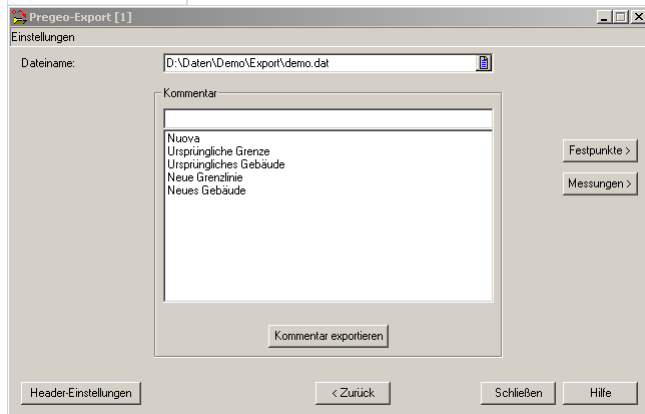 Pregeo-Export [1]
Einstellungen
Dateiname:
D:\Daten\Demo\Export\demo.dat
Kommentar
Nuova
Ursprüngliche Grenze
Ursprüngliches Gebäude
Neue Grenzlinie
Neues Gebäude
Festpunkte >
Messungen >
Kommentar exportieren
Header-Einstellungen
< Zurück
Schließen
Hilfe